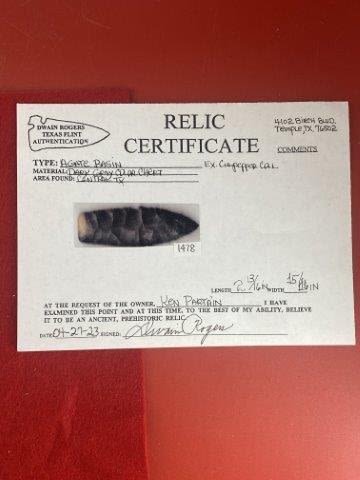 DWAIN ROGERS
TEXAS FLINT
AUTHENTICATION
RELIC
CERTIFICATE
4102 BIRCH BLVD.
TEMPLE, TX, 76502
COMMENTS
TYPE: AGATE BASIN
EX. Culpepper Col.
MATERIAL: DARK GRAY COLOR CHERT
AREA FOUND: CENTRAL TX
1478
LENGTH 2 13/16 IN WIDTH 15/16 IN
AT THE REQUEST OF THE OWNER, KEN PARTAIN I HAVE
EXAMINED THIS POINT AND AT THIS TIME, TO THE BEST OF MY ABILITY, BELIEVE
IT TO BE AN ANCIENT, PREHISTORIC RELIC
DATE: 04-27-23 SIGNED: Dwain Rogers